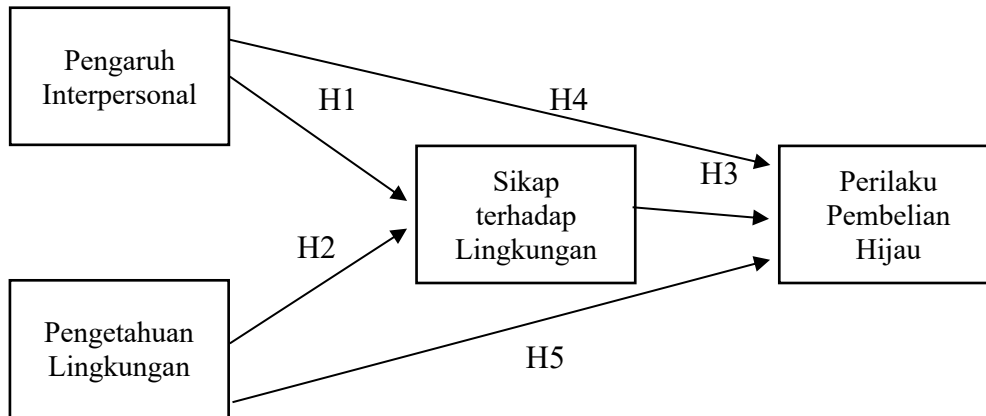 Pengaruh
Interpersonal
H1
H4
Sikap
terhadap
Lingkungan
H3
Perilaku
Pembelian
Hijau
H2
Pengetahuan
Lingkungan
H5